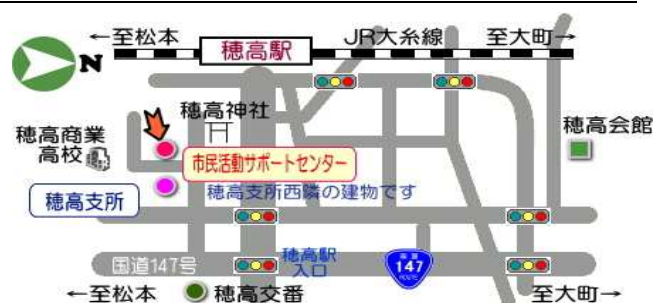 ←至松本
穂高駅
JR大糸線
至大町→
N
穂高神社
穂高商業
高校
穂高会館
市民活動サポートセンター
穂高支所
穂高支所西隣の建物です
国道147号
穂高駅
入口
国道
147
ROUTE
←至松本
穂高交番
至大町→